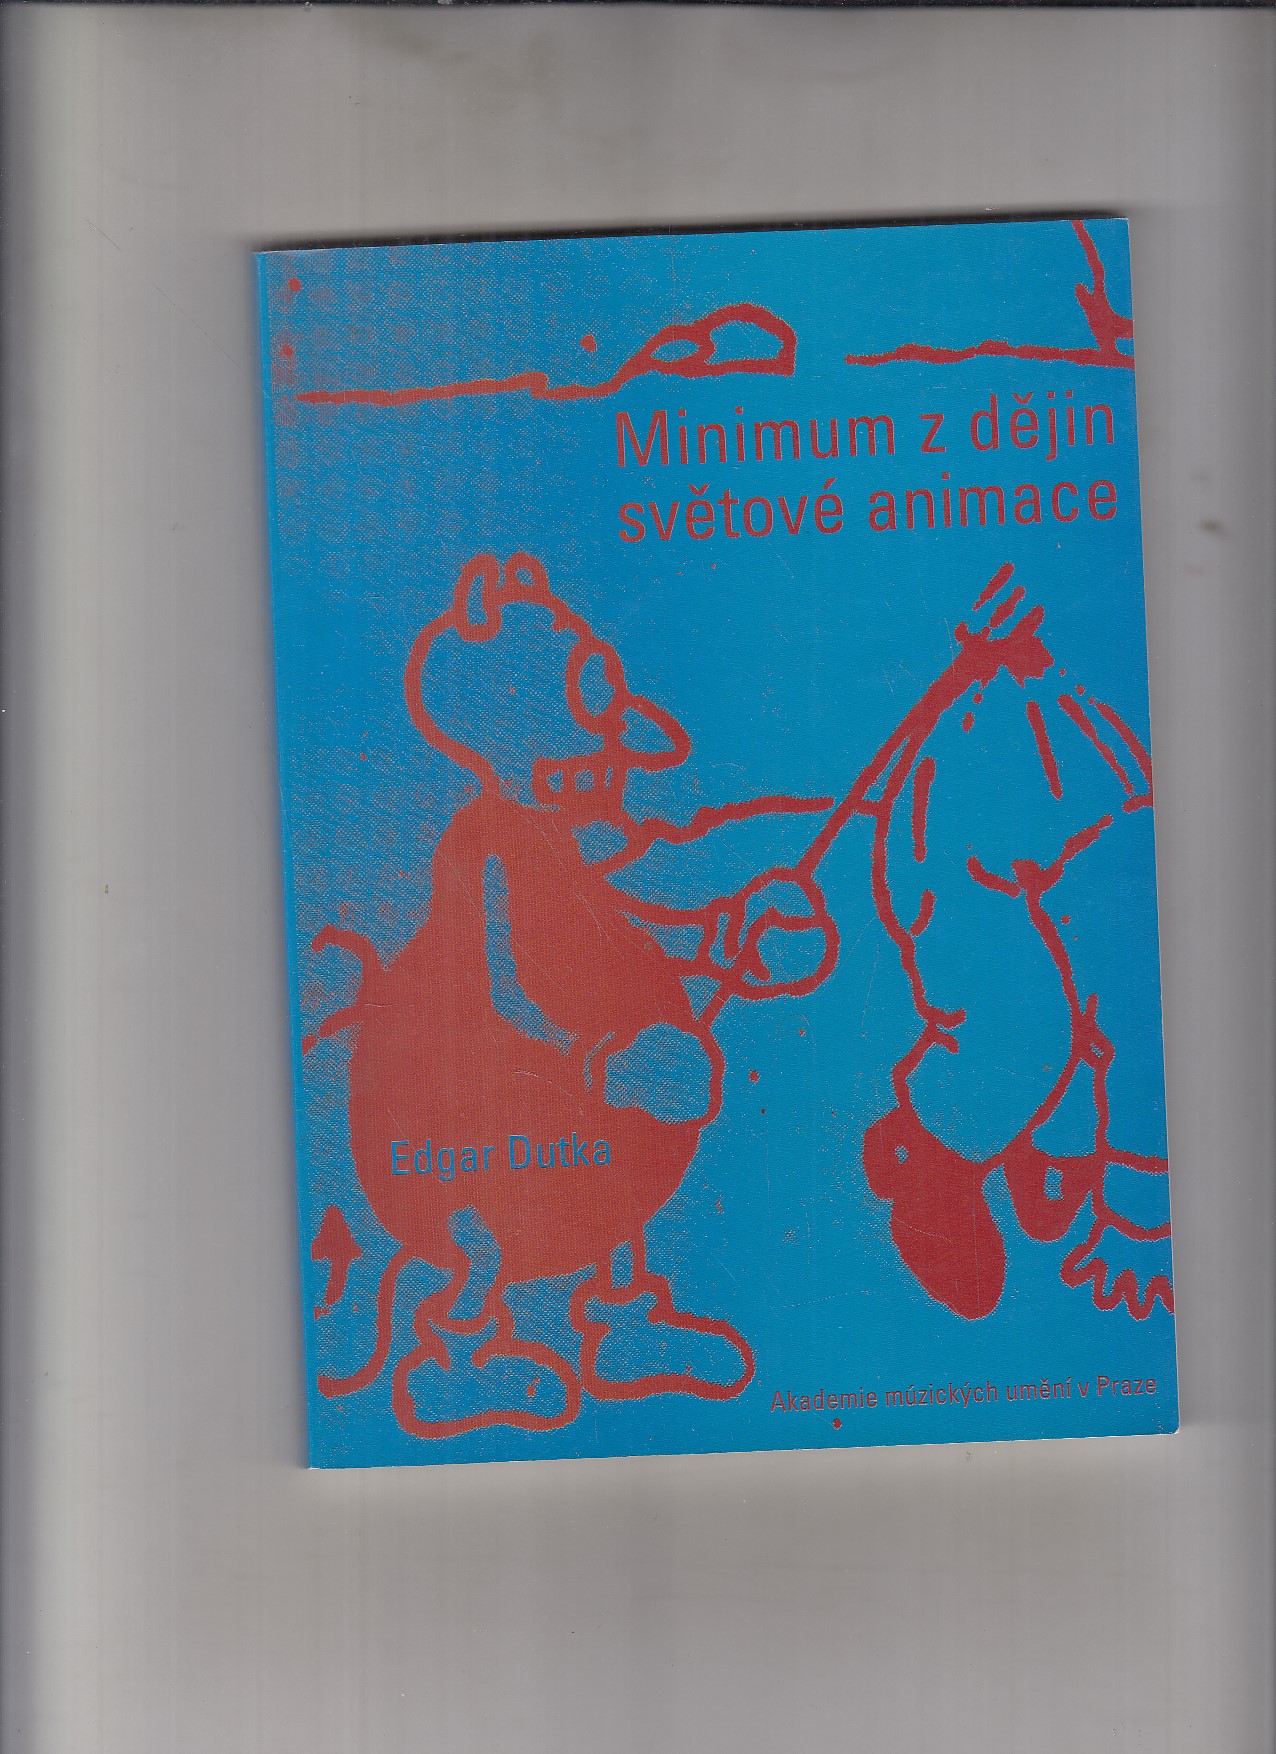 Minimum z dějin
světové animace
Edgar Dutka
Akademie múzických umění v Praze